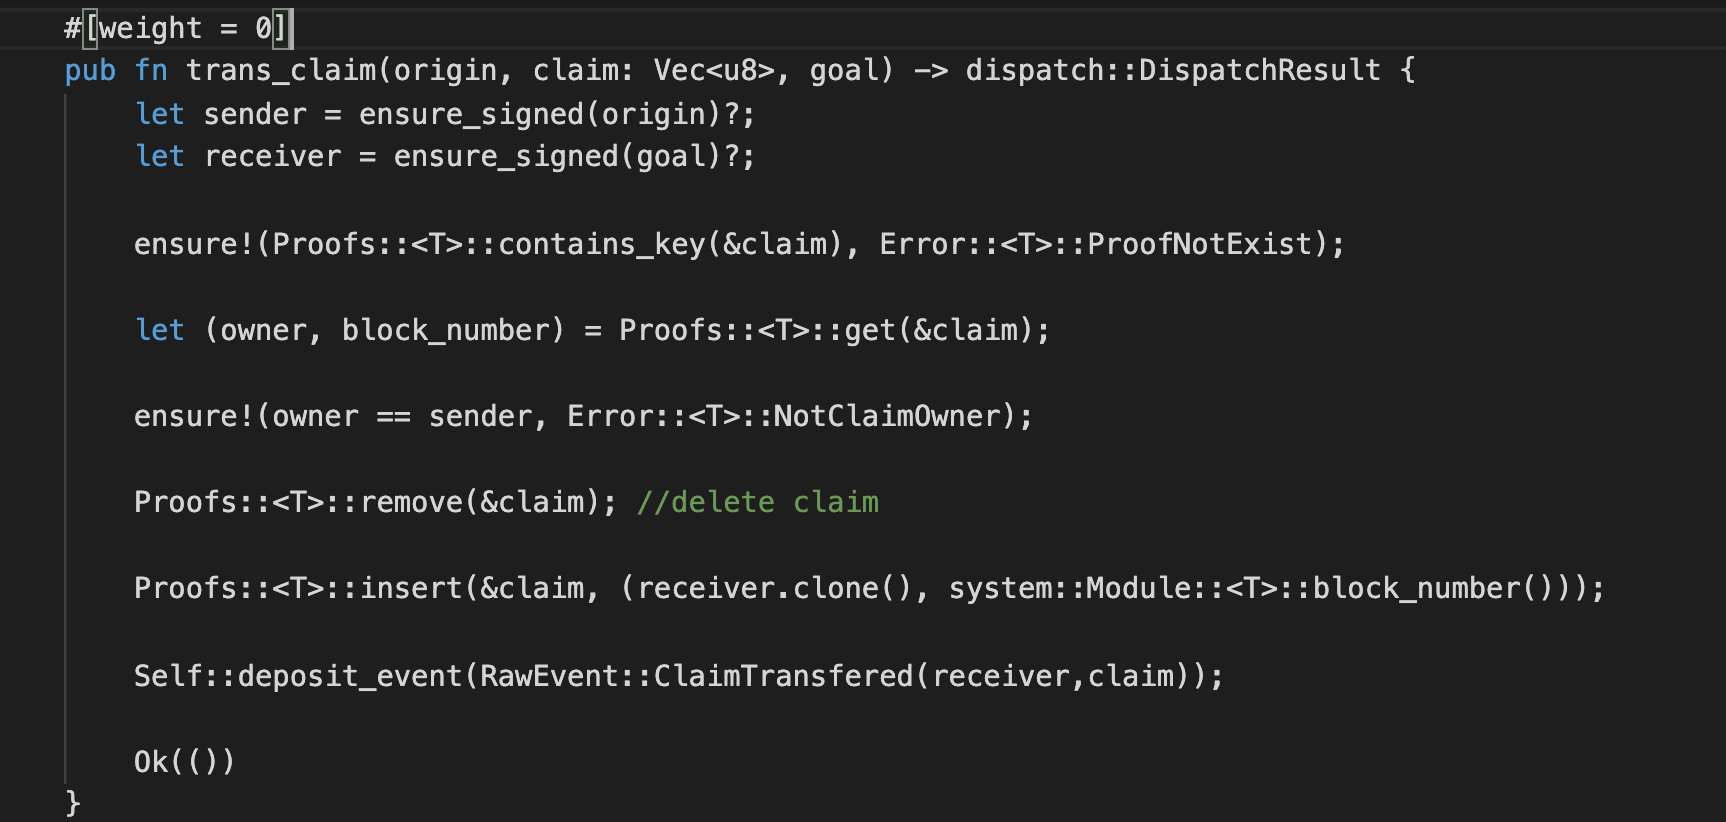 #[weight = 0]
pub fn trans_claim(origin, claim: Vec<u8>, goal) -> dispatch::DispatchResult {
let sender = ensure_signed(origin)?;
let receiver = ensure_signed(goal)?;
ensure!(Proofs::<T>::contains_key(&claim), Error::<T>::ProofNotExist);
let (owner, block_number) = Proofs::<T>::get(&claim);
ensure!(owner == sender, Error::<T>::NotClaimOwner);
Proofs::<T>::remove(&claim); //delete claim
Proofs::<T>::insert(&claim, (receiver.clone(), system::Module::<T>::block_number()));
Self::deposit_event(RawEvent::ClaimTransfered(receiver,claim));
Ok(())
}